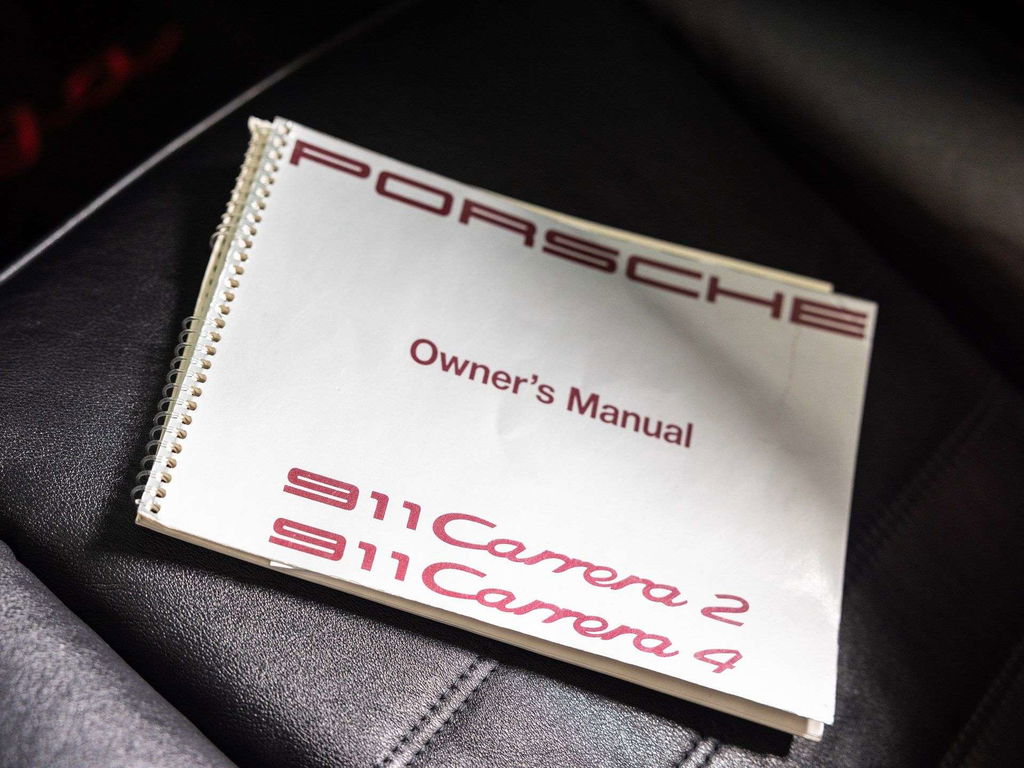 PORSCHE
Owner's Manual
911 Carrera 2
911 Carrera 4